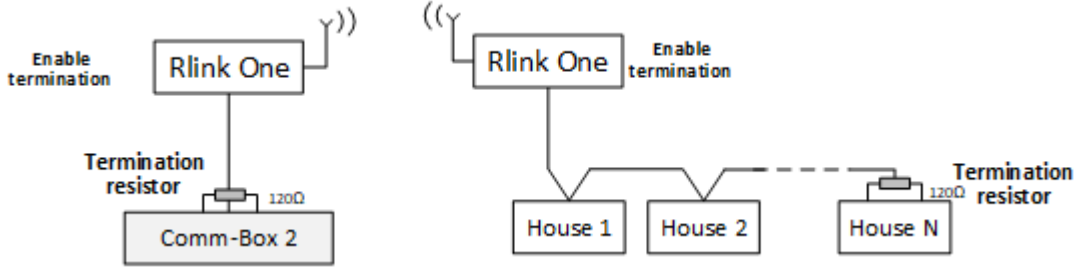 Enable
termination
Rlink One
Termination
resistor
120Ω
Comm-Box 2
Rlink One
Enable
termination
House 1
House 2
House N
120Ω
Termination
resistor